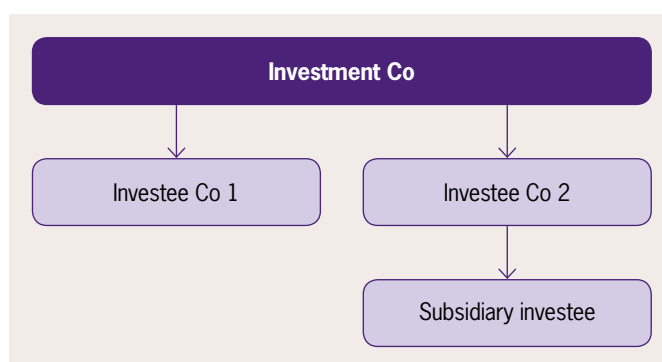 Investment Co
Investee Co 1
Investee Co 2
Subsidiary investee